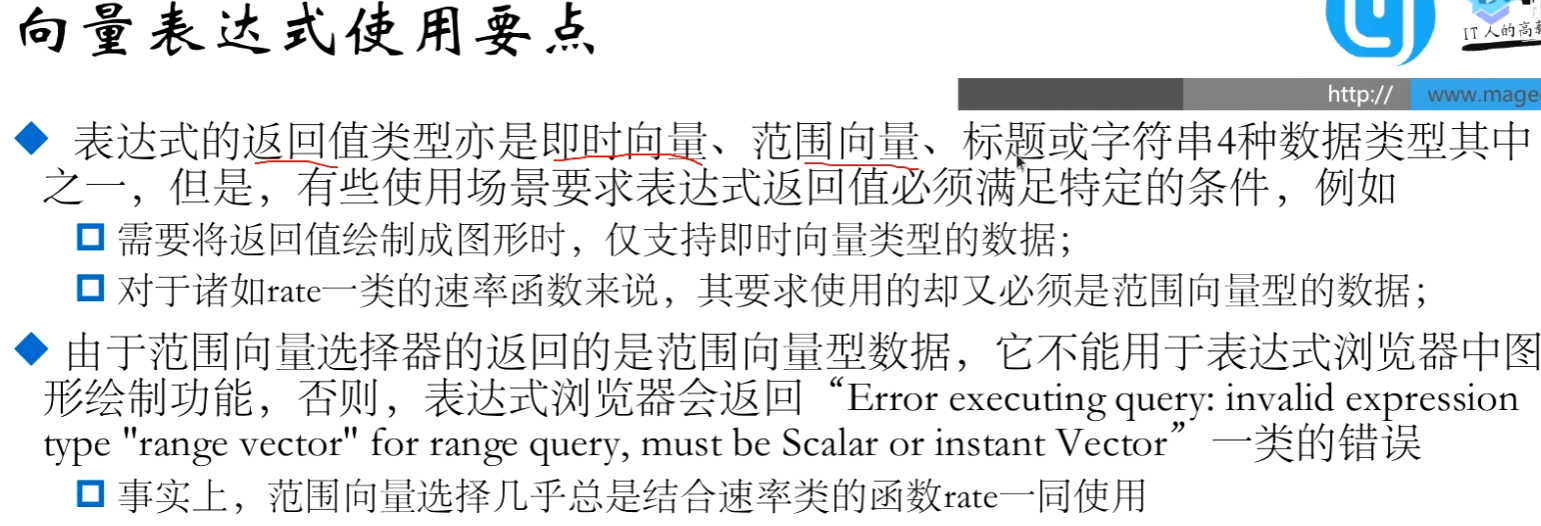 向量表达式使用要点
IT人的高
http://
www.mage
表达式的返回值类型亦是即时向量、范围向量、标题或字符串4种数据类型其中
之一，但是，有些使用场景要求表达式返回值必须满足特定的条件，例如
需要将返回值绘制成图形时，仅支持即时向量类型的数据；
对于诸如rate一类的速率函数来说，其要求使用的却又必须是范围向量型的数据；
由于范围向量选择器的返回的是范围向量型数据，它不能用于表达式浏览器中图
形绘制功能，否则，表达式浏览器会返回“Error executing query: invalid expression
type "range vector" for range query, must be Scalar or instant Vector”一类的错误
事实上，范围向量选择几乎总是结合速率类的函数rate一同使用